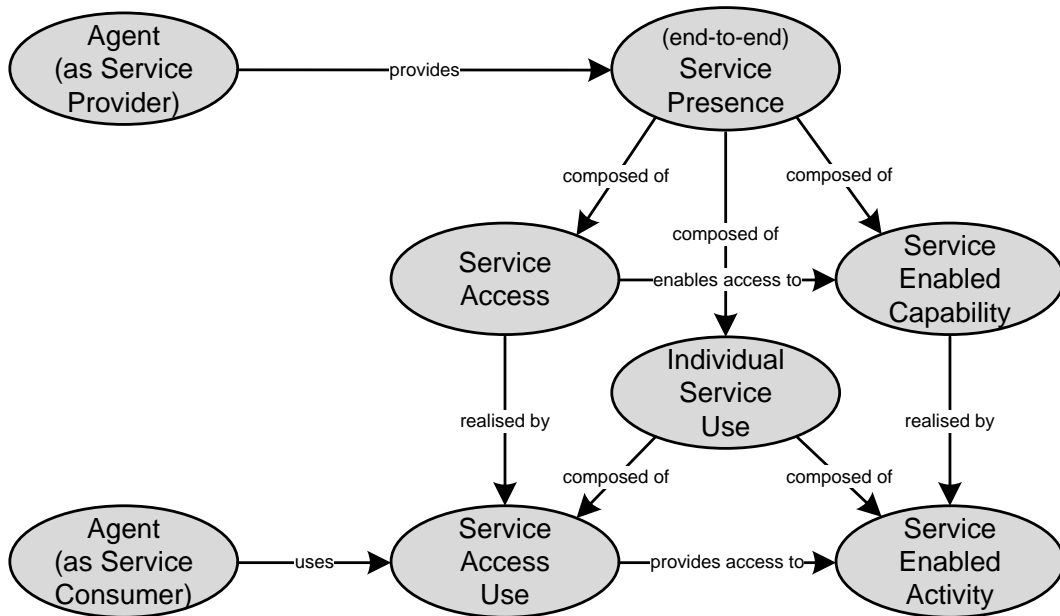 Agent
(as Service
Provider)
provides
(end-to-end)
Service
Presence
composed of
composed of
composed of
Service
Access
enables access to
Service
Enabled
Capability
Individual
Service
Use
realised by
realised by
composed of
composed of
Agent
(as Service
Consumer)
uses
Service
Access
Use
provides access to
Service
Enabled
Activity